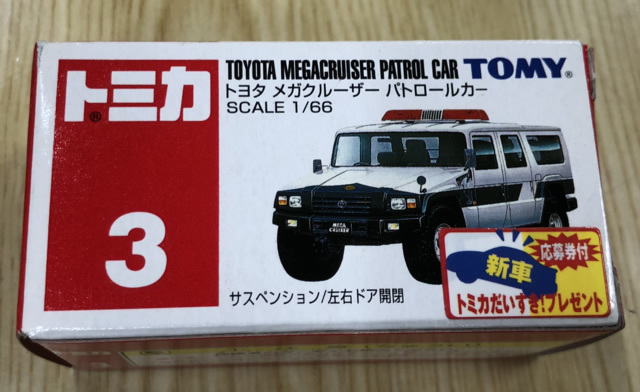 トミカ®
3
TOYOTA MEGACRUISER PATROL CAR TOMY®
トヨタ メガクルーザー パトロールカー
SCALE 1/66
MEGA
CRUISER
サスペンション/左右ドア開閉
新車
応募券付
トミカだいすき!プレゼント